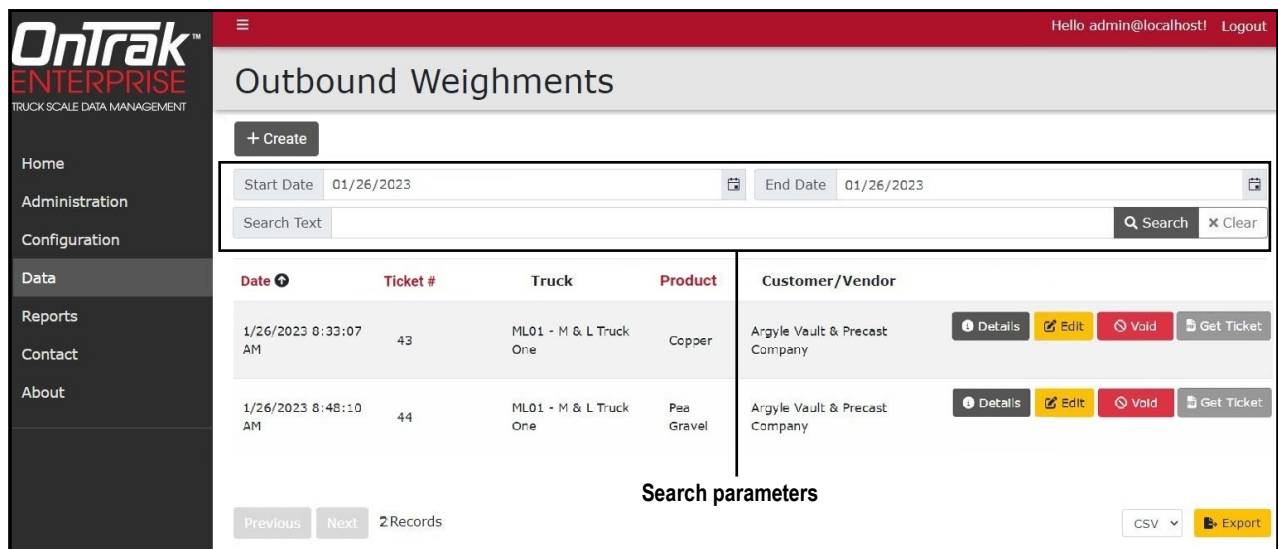 OnTrak™
ENTERPRISE
TRUCK SCALE DATA MANAGEMENT
Hello admin@localhost! Logout
Outbound Weighments
+ Create
Start Date 01/26/2023 End Date 01/26/2023
Search Text Search Clear
Home
Administration
Configuration
Data
Reports
Contact
About
Date Ticket # Truck Product Customer/Vendor
1/26/2023 8:33:07 AM 43 ML01 - M & L Truck One Copper Argyle Vault & Precast Company Details Edit Void Get Ticket
1/26/2023 8:48:10 AM 44 ML01 - M & L Truck One Pea Gravel Argyle Vault & Precast Company Details Edit Void Get Ticket
Search parameters
Previous Next 2 Records CSV Export